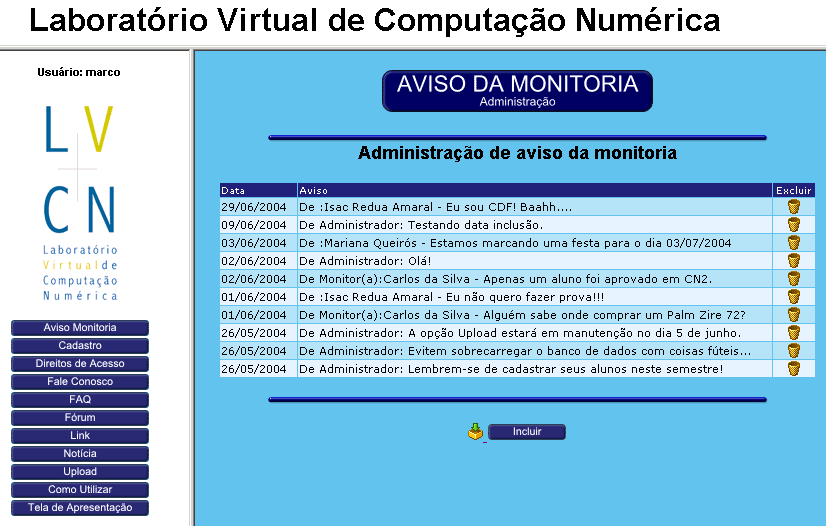 Laboratório Virtual de Computação Numérica
Usuário: marco
L V
C N
Laboratório
Virtual de
Computação
Numérica
Aviso Monitoria
Cadastro
Direitos de Acesso
Fale Conosco
FAQ
Fórum
Link
Notícia
Upload
Como Utilizar
Tela de Apresentação
AVISO DA MONITORIA
Administração
Administração de aviso da monitoria
Data Aviso Excluir
29/06/2004 De :Isac Redua Amaral - Eu sou CDF! Baahh....
09/06/2004 De Administrador: Testando data inclusão.
03/06/2004 De :Mariana Queirós - Estamos marcando uma festa para o dia 03/07/2004
02/06/2004 De Administrador: Olá!
02/06/2004 De Monitor(a):Carlos da Silva - Apenas um aluno foi aprovado em CN2.
01/06/2004 De :Isac Redua Amaral - Eu não quero fazer prova!!!
01/06/2004 De Monitor(a):Carlos da Silva - Alguém sabe onde comprar um Palm Zire 72?
26/05/2004 De Administrador: A opção Upload estará em manutenção no dia 5 de junho.
26/05/2004 De Administrador: Evitem sobrecarregar o banco de dados com coisas fúteis...
26/05/2004 De Administrador: Lembrem-se de cadastrar seus alunos neste semestre!
Incluir